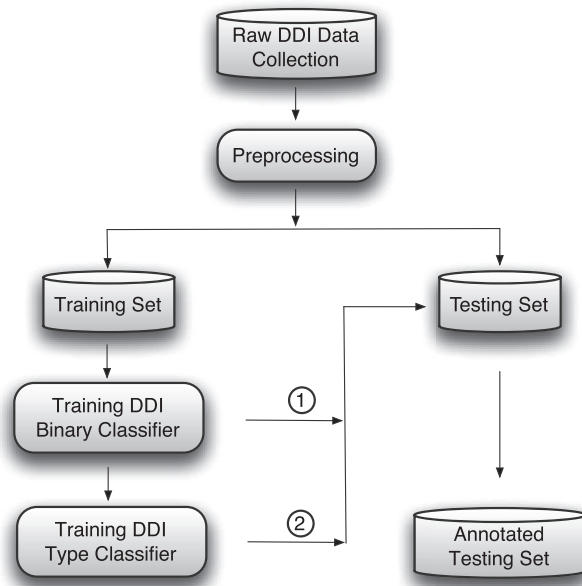 Raw DDI Data
Collection
Preprocessing
Training Set
Testing Set
Training DDI
Binary Classifier
1
Training DDI
Type Classifier
2
Annotated
Testing Set